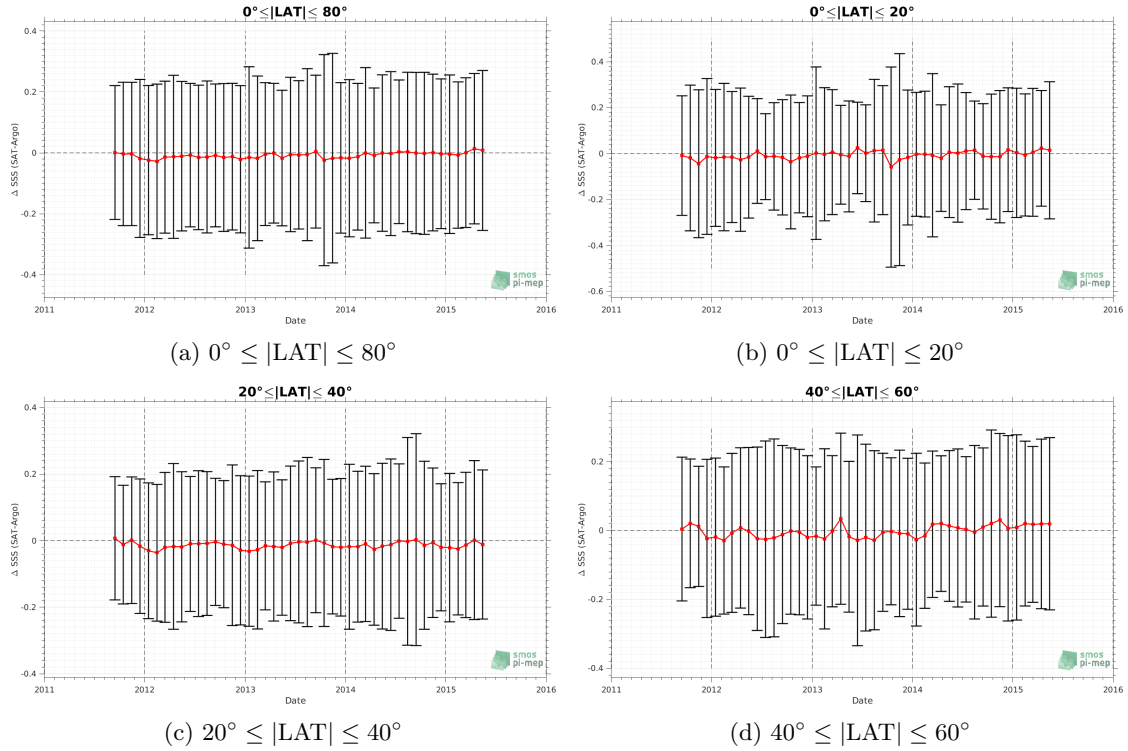 0°≤|LAT|≤ 80°
0.4
0.2
0
-0.2
-0.4
Δ SSS (SAT-Argo)
2011 2012 2013 2014 2015 2016
Date
smos
pi-mep
(a) 0° ≤ |LAT| ≤ 80°
0°≤|LAT|≤ 20°
0.4
0.2
0
-0.2
-0.4
-0.6
Δ SSS (SAT-Argo)
2011 2012 2013 2014 2015 2016
Date
smos
pi-mep
(b) 0° ≤ |LAT| ≤ 20°
20°≤|LAT|≤ 40°
0.4
0.2
0
-0.2
-0.4
Δ SSS (SAT-Argo)
2011 2012 2013 2014 2015 2016
Date
smos
pi-mep
(c) 20° ≤ |LAT| ≤ 40°
40°≤|LAT|≤ 60°
0.2
0
-0.2
-0.4
Δ SSS (SAT-Argo)
2011 2012 2013 2014 2015 2016
Date
smos
pi-mep
(d) 40° ≤ |LAT| ≤ 60°